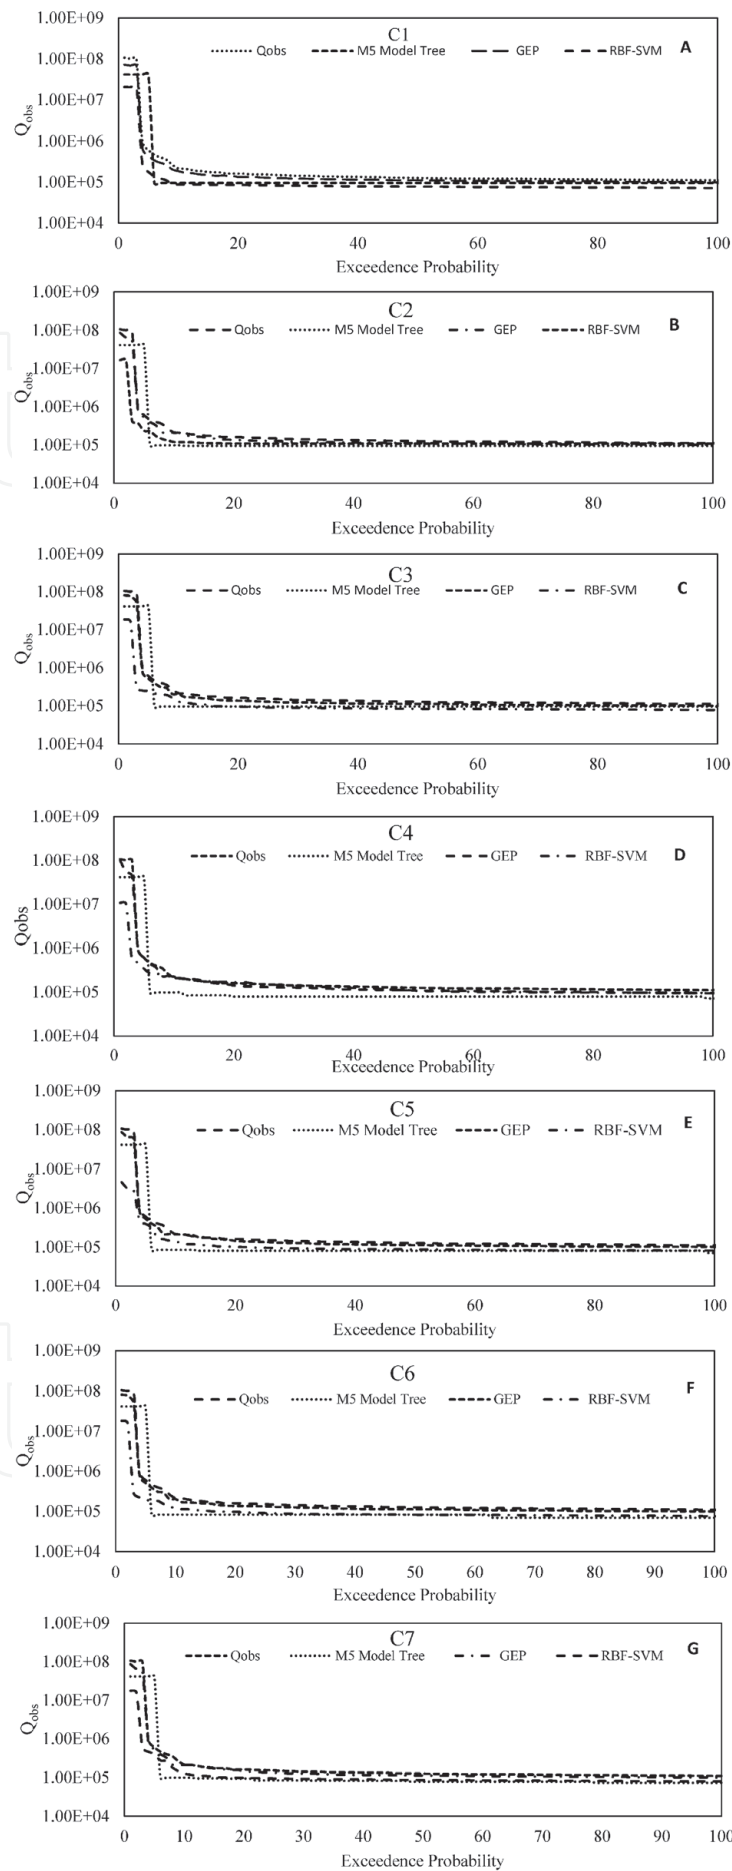 C1
A
Qobs M5 Model Tree GEP RBF-SVM
1.00E+09
1.00E+08
1.00E+07
1.00E+06
1.00E+05
1.00E+04
Qobs
0 20 40 60 80 100
Exceedence Probability
C2
B
Qobs M5 Model Tree GEP RBF-SVM
1.00E+09
1.00E+08
1.00E+07
1.00E+06
1.00E+05
1.00E+04
Qobs
0 20 40 60 80 100
Exceedence Probability
C3
C
Qobs M5 Model Tree GEP RBF-SVM
1.00E+09
1.00E+08
1.00E+07
1.00E+06
1.00E+05
1.00E+04
Qobs
0 20 40 60 80 100
Exceedence Probability
C4
D
Qobs M5 Model Tree GEP RBF-SVM
1.00E+09
1.00E+08
1.00E+07
1.00E+06
1.00E+05
1.00E+04
Qobs
0 20 40 60 80 100
Exceedence Probability
C5
E
Qobs M5 Model Tree GEP RBF-SVM
1.00E+09
1.00E+08
1.00E+07
1.00E+06
1.00E+05
1.00E+04
Qobs
0 20 40 60 80 100
Exceedence Probability
C6
F
Qobs M5 Model Tree GEP RBF-SVM
1.00E+09
1.00E+08
1.00E+07
1.00E+06
1.00E+05
1.00E+04
Qobs
0 10 20 30 40 50 60 70 80 90 100
Exceedence Probability
C7
G
Qobs M5 Model Tree GEP RBF-SVM
1.00E+09
1.00E+08
1.00E+07
1.00E+06
1.00E+05
1.00E+04
Qobs
0 10 20 30 40 50 60 70 80 90 100
Exceedence Probability